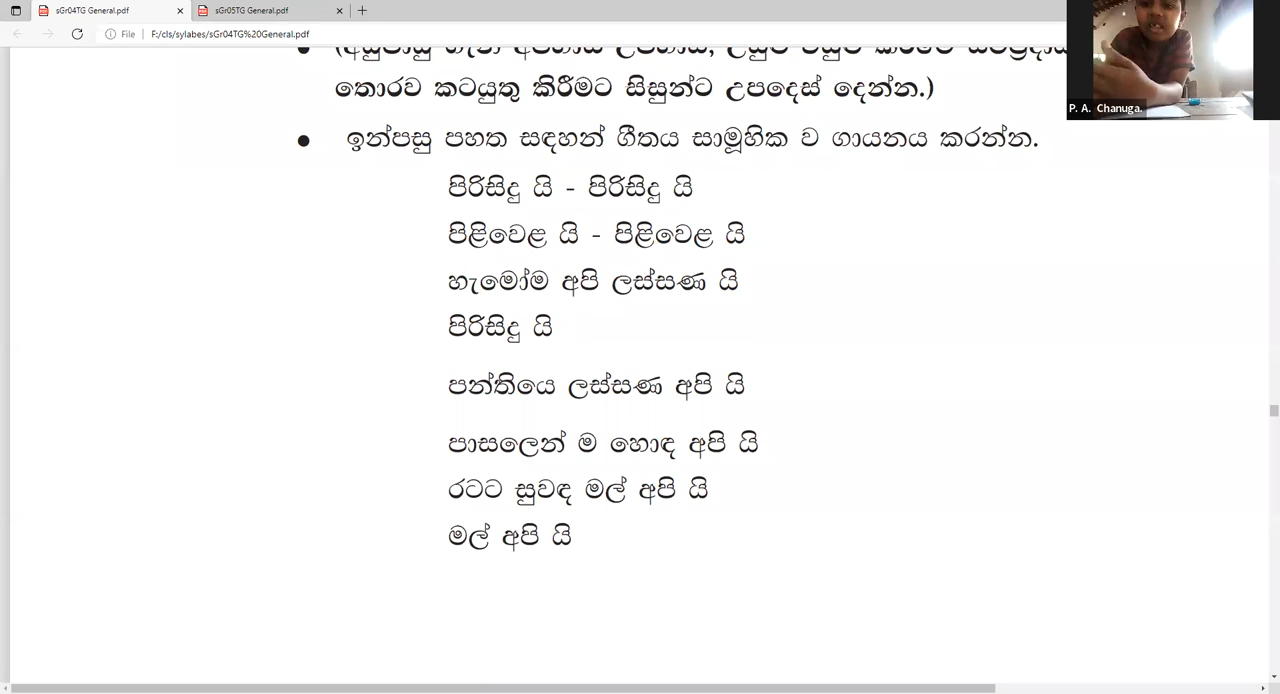 sGr04TG General.pdf
sGr05TG General.pdf
File F:/cls/sylabes/sGr04TG%20General.pdf
P. A. Chanuga.
තොරව කටයුතු කිරීමට සිසුන්ට උපදෙස් දෙන්න.)
● ඉන්පසු පහත සඳහන් ගීතය සාමූහික ව ගායනය කරන්න.
පිරිසිදු යි - පිරිසිදු යි
පිළිවෙළ යි - පිළිවෙළ යි
හැමෝම අපි ලස්සණ යි
පිරිසිදු යි
පන්තියෙ ලස්සණ අපි යි
පාසලෙන් ම හොඳ අපි යි
රටට සුවඳ මල් අපි යි
මල් අපි යි